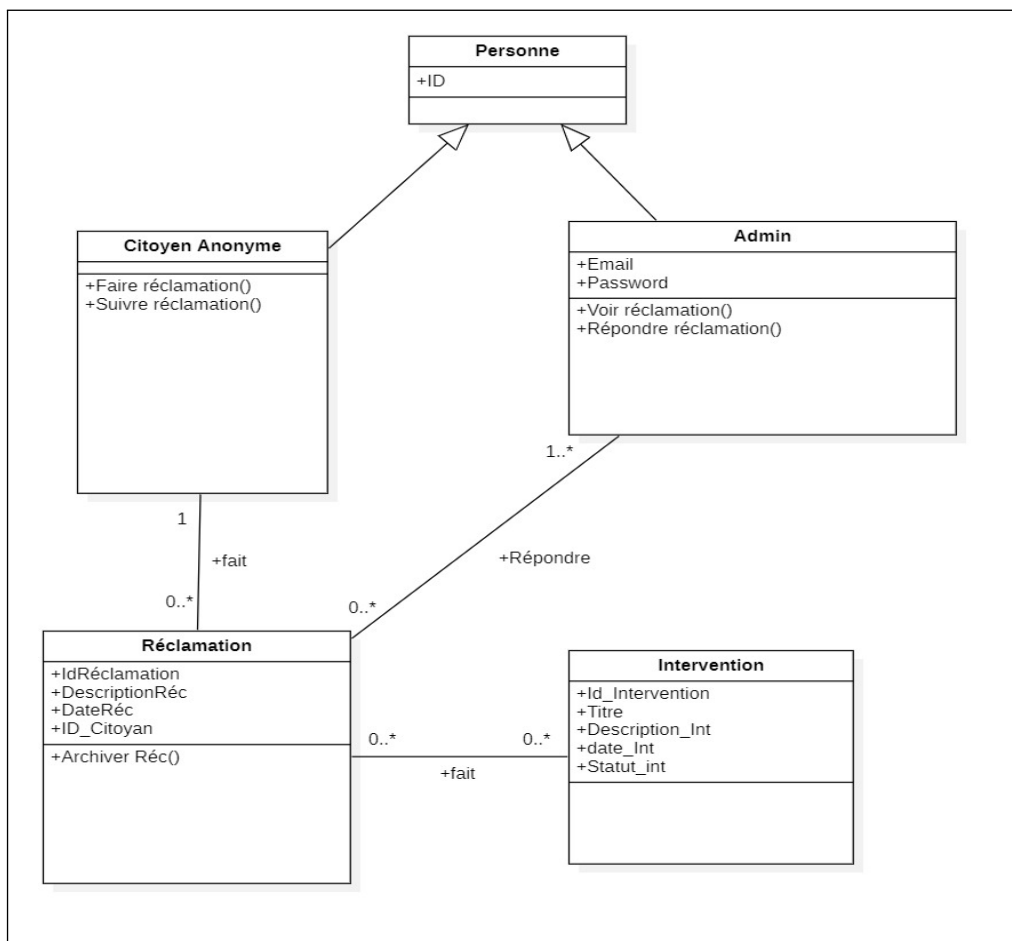 Personne
+ID
Citoyen Anonyme
+Faire réclamation()
+Suivre réclamation()
Admin
+Email
+Password
+Voir réclamation()
+Répondre réclamation()
1
+fait
0..*
1..*
+Répondre
0..*
Réclamation
+IdRéclamation
+DescriptionRéc
+DateRéc
+ID_Citoyan
+Archiver Réc()
0..*
+fait
0..*
Intervention
+Id_Intervention
+Titre
+Description_Int
+date_Int
+Statut_int